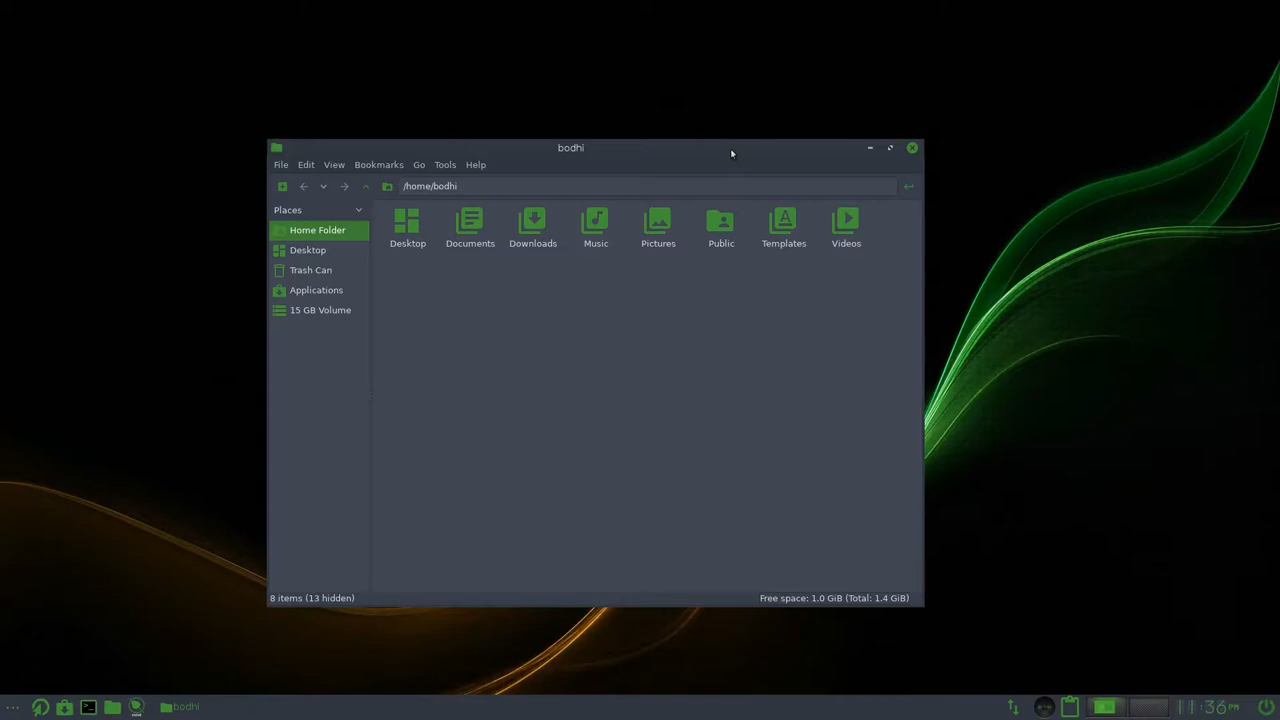 bodhi
File Edit View Bookmarks Go Tools Help
/home/bodhi
Places
Home Folder
Desktop
Trash Can
Applications
15 GB Volume
Desktop Documents Downloads Music Pictures Public Templates Videos
8 items (13 hidden)
Free space: 1.0 GiB (Total: 1.4 GiB)
bodhi
:36 PM